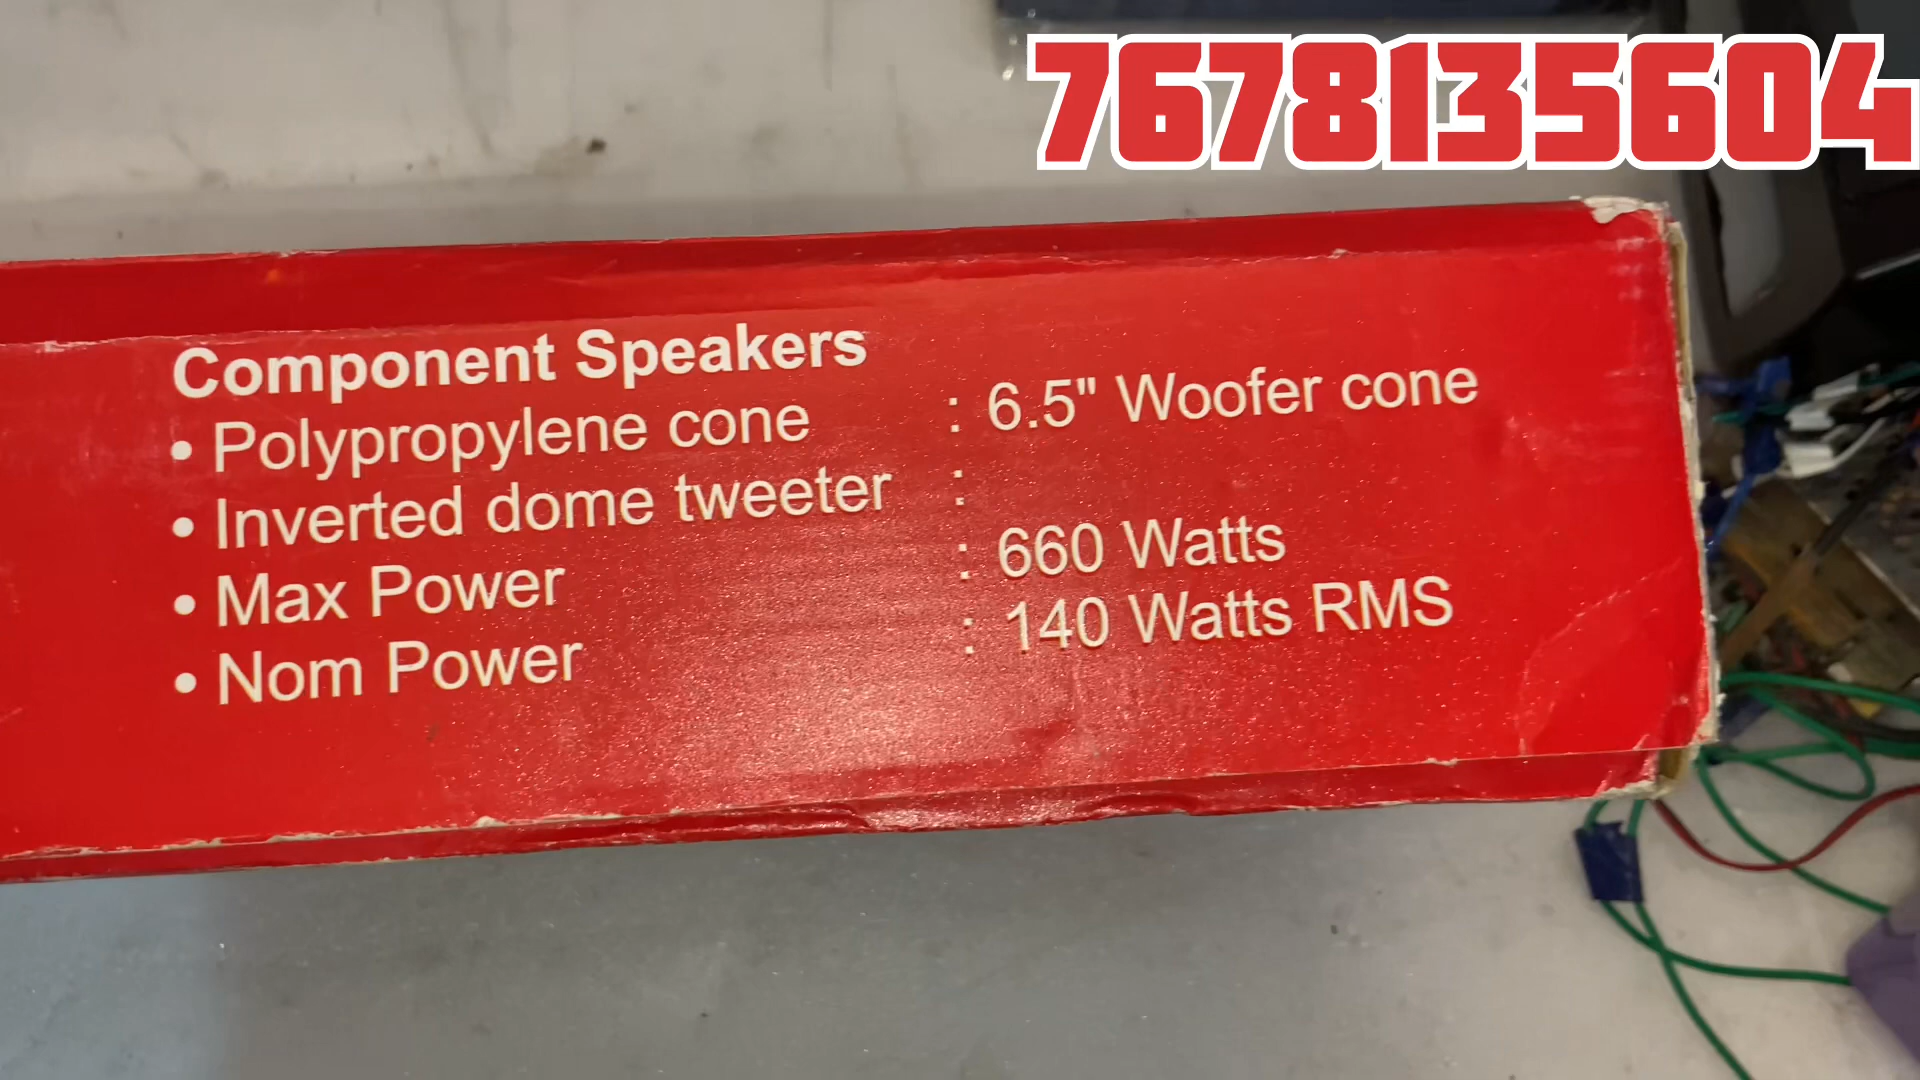 7678135604
Component Speakers
• Polypropylene cone : 6.5" Woofer cone
• Inverted dome tweeter :
• Max Power : 660 Watts
• Nom Power : 140 Watts RMS